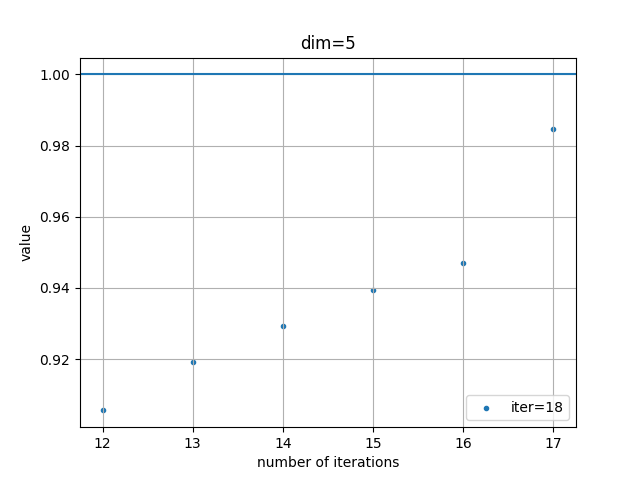 dim=5
1.00
0.98
0.96
0.94
0.92
value
12 13 14 15 16 17
number of iterations
iter=18